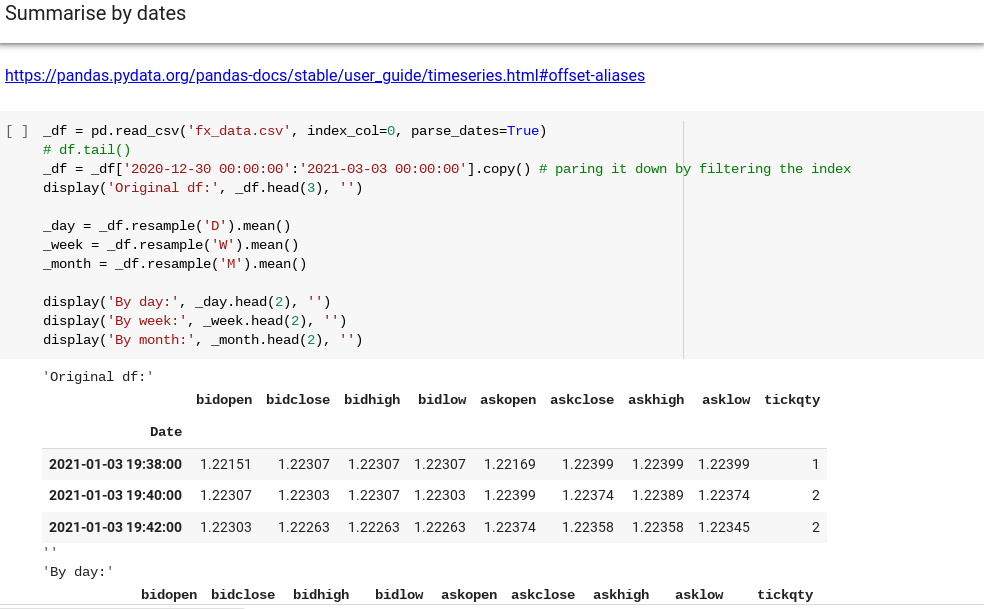 Summarise by dates
https://pandas.pydata.org/pandas-docs/stable/user_guide/timeseries.html#offset-aliases
[ ] _df = pd.read_csv('fx_data.csv', index_col=0, parse_dates=True)
# df.tail()
_df = _df['2020-12-30 00:00:00':'2021-03-03 00:00:00'].copy() # paring it down by filtering the index
display('Original df:', _df.head(3), '')
_day = _df.resample('D').mean()
_week = _df.resample('W').mean()
_month = _df.resample('M').mean()
display('By day:', _day.head(2), '')
display('By week:', _week.head(2), '')
display('By month:', _month.head(2), '')
'Original df:'
bidopen bidclose bidhigh bidlow askopen askclose askhigh asklow tickqty
Date
2021-01-03 19:38:00 1.22151 1.22307 1.22307 1.22307 1.22169 1.22399 1.22399 1.22399 1
2021-01-03 19:40:00 1.22307 1.22303 1.22307 1.22303 1.22399 1.22374 1.22389 1.22374 2
2021-01-03 19:42:00 1.22303 1.22263 1.22263 1.22263 1.22374 1.22358 1.22358 1.22345 2
''
'By day:'
bidopen bidclose bidhigh bidlow askopen askclose askhigh asklow tickqty